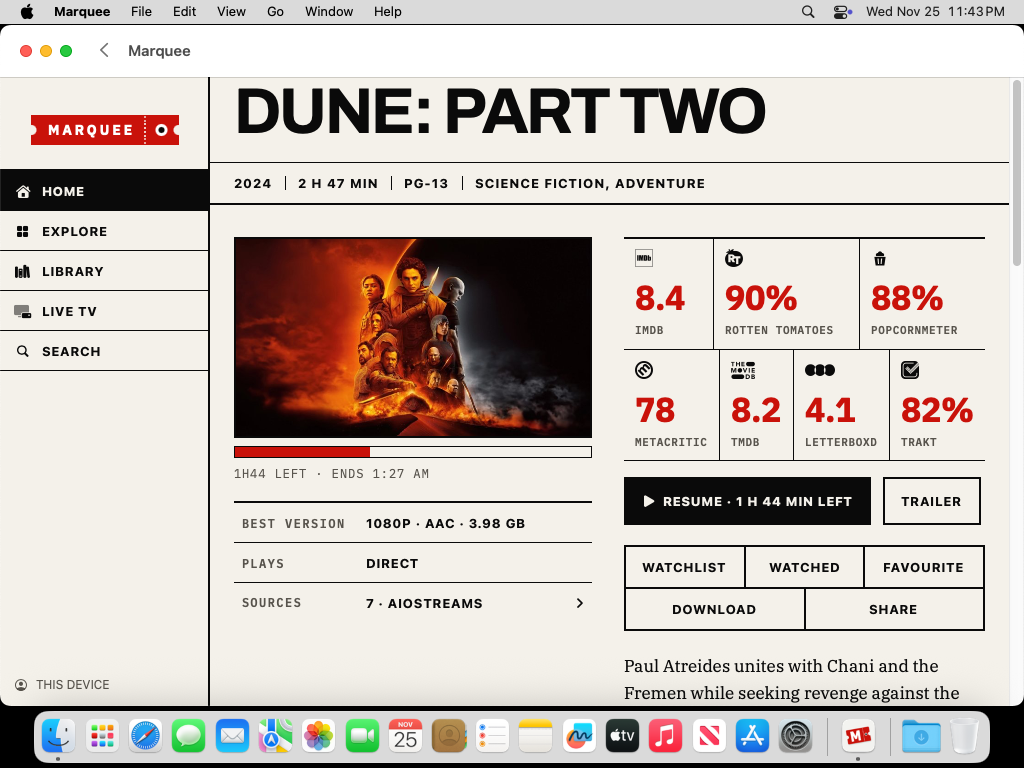 Marquee File Edit View Go Window Help Wed Nov 25 11:43 PM
Marquee
MARQUEE
HOME
EXPLORE
LIBRARY
LIVE TV
SEARCH
THIS DEVICE
DUNE: PART TWO
2024 2 H 47 MIN PG-13 SCIENCE FICTION, ADVENTURE
1H44 LEFT · ENDS 1:27 AM
BEST VERSION 1080P · AAC · 3.98 GB
PLAYS DIRECT
SOURCES 7 · AIOSTREAMS
IMDb
8.4
IMDB
RT
90%
ROTTEN TOMATOES
88%
POPCORNMETER
78
METACRITIC
THE MOVIE DB
8.2
TMDB
4.1
LETTERBOXD
82%
TRAKT
RESUME · 1 H 44 MIN LEFT
TRAILER
WATCHLIST WATCHED FAVOURITE
DOWNLOAD SHARE
Paul Atreides unites with Chani and the
Fremen while seeking revenge against the
NOV
25
tv